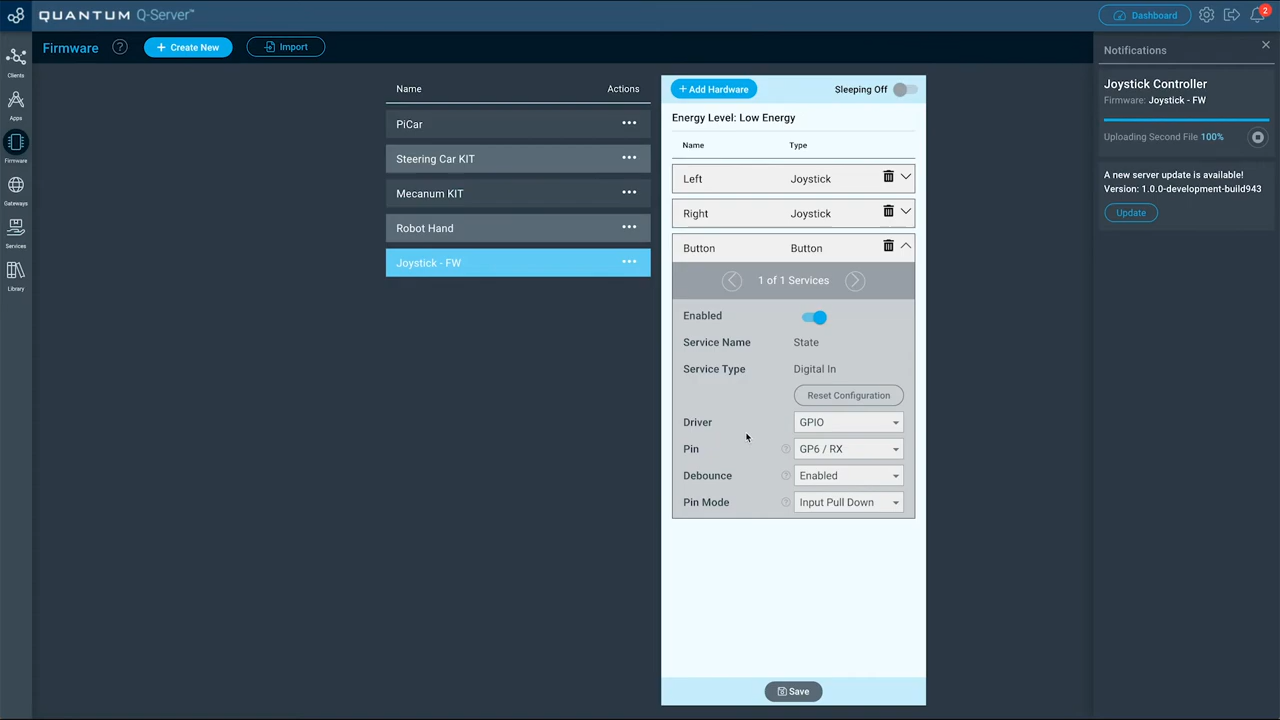 QUANTUM Q-Server™
Dashboard
2
Firmware
?
+ Create New
Import
Notifications
Clients
Apps
Firmware
Gateways
Services
Library
Name Actions
PiCar
Steering Car KIT
Mecanum KIT
Robot Hand
Joystick - FW
+ Add Hardware
Sleeping Off
Energy Level: Low Energy
Name Type
Left Joystick
Right Joystick
Button Button
1 of 1 Services
Enabled
Service Name State
Service Type Digital In
Reset Configuration
Driver GPIO
Pin ? GP6 / RX
Debounce ? Enabled
Pin Mode ? Input Pull Down
Save
Joystick Controller
Firmware: Joystick - FW
Uploading Second File 100%
A new server update is available!
Version: 1.0.0-development-build943
Update